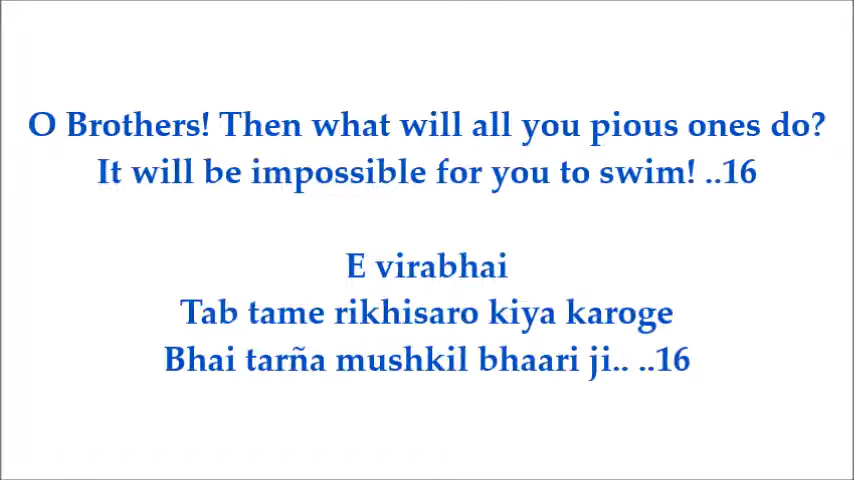 O Brothers! Then what will all you pious ones do?
It will be impossible for you to swim! ..16
E virabhai
Tab tame rikhisaro kiya karoge
Bhai tarña mushkil bhaari ji.. ..16